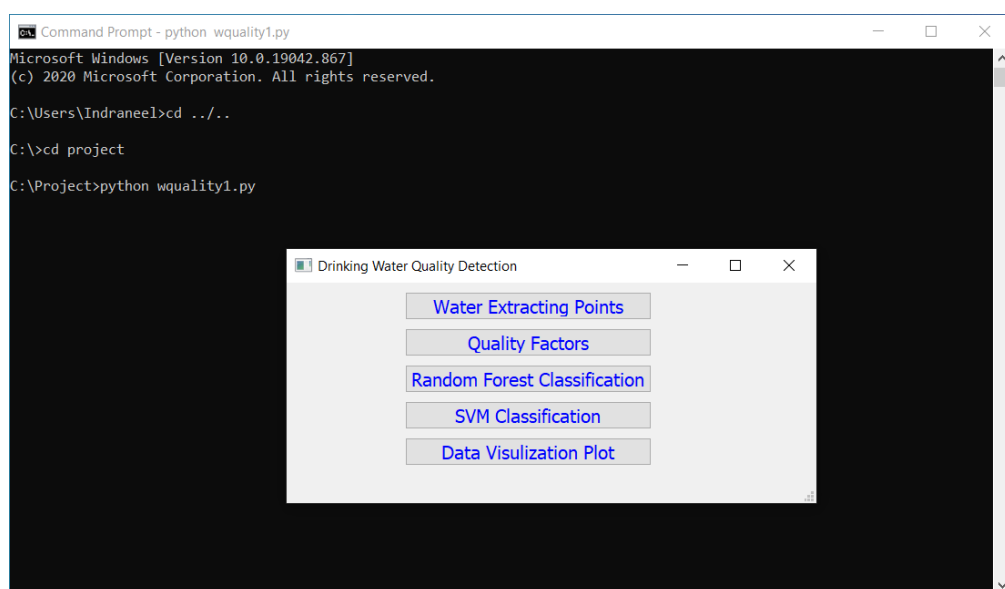 Command Prompt - python wquality1.py
Microsoft Windows [Version 10.0.19042.867]
(c) 2020 Microsoft Corporation. All rights reserved.
C:\Users\Indraneel>cd ../..
C:\>cd project
C:\Project>python wquality1.py
Drinking Water Quality Detection
Water Extracting Points
Quality Factors
Random Forest Classification
SVM Classification
Data Visulization Plot